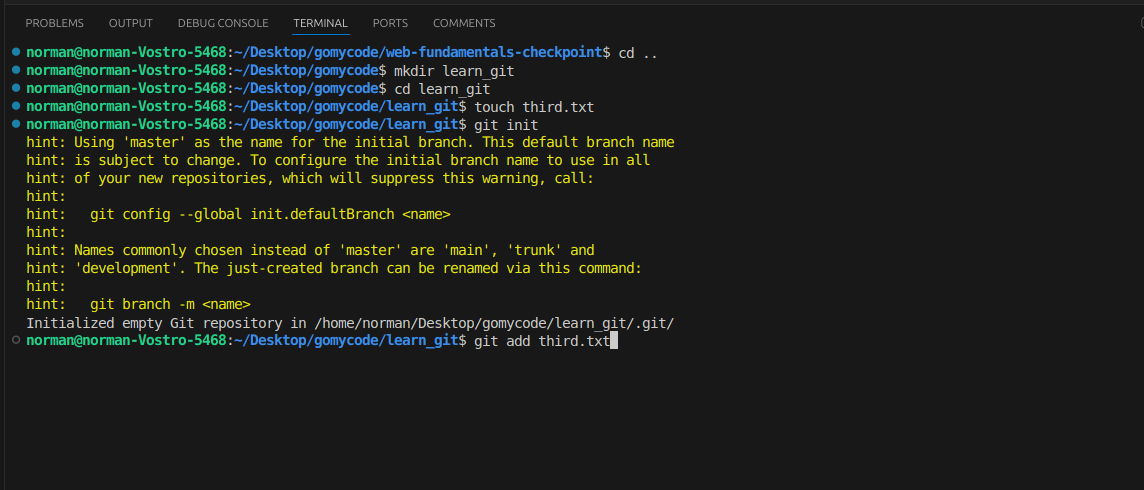 PROBLEMS OUTPUT DEBUG CONSOLE TERMINAL PORTS COMMENTS
norman@norman-Vostro-5468:~/Desktop/gomycode/web-fundamentals-checkpoint$ cd ..
norman@norman-Vostro-5468:~/Desktop/gomycode$ mkdir learn_git
norman@norman-Vostro-5468:~/Desktop/gomycode$ cd learn_git
norman@norman-Vostro-5468:~/Desktop/gomycode/learn_git$ touch third.txt
norman@norman-Vostro-5468:~/Desktop/gomycode/learn_git$ git init
hint: Using 'master' as the name for the initial branch. This default branch name
hint: is subject to change. To configure the initial branch name to use in all
hint: of your new repositories, which will suppress this warning, call:
hint:
hint:   git config --global init.defaultBranch <name>
hint:
hint: Names commonly chosen instead of 'master' are 'main', 'trunk' and
hint: 'development'. The just-created branch can be renamed via this command:
hint:
hint:   git branch -m <name>
Initialized empty Git repository in /home/norman/Desktop/gomycode/learn_git/.git/
norman@norman-Vostro-5468:~/Desktop/gomycode/learn_git$ git add third.txt